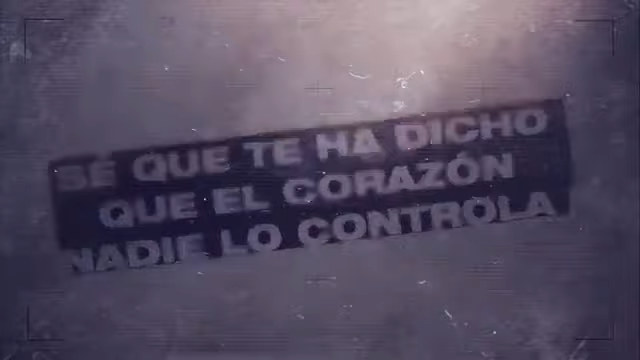 SÉ QUE TE HA DICHO
QUE EL CORAZÓN
NADIE LO CONTROLA